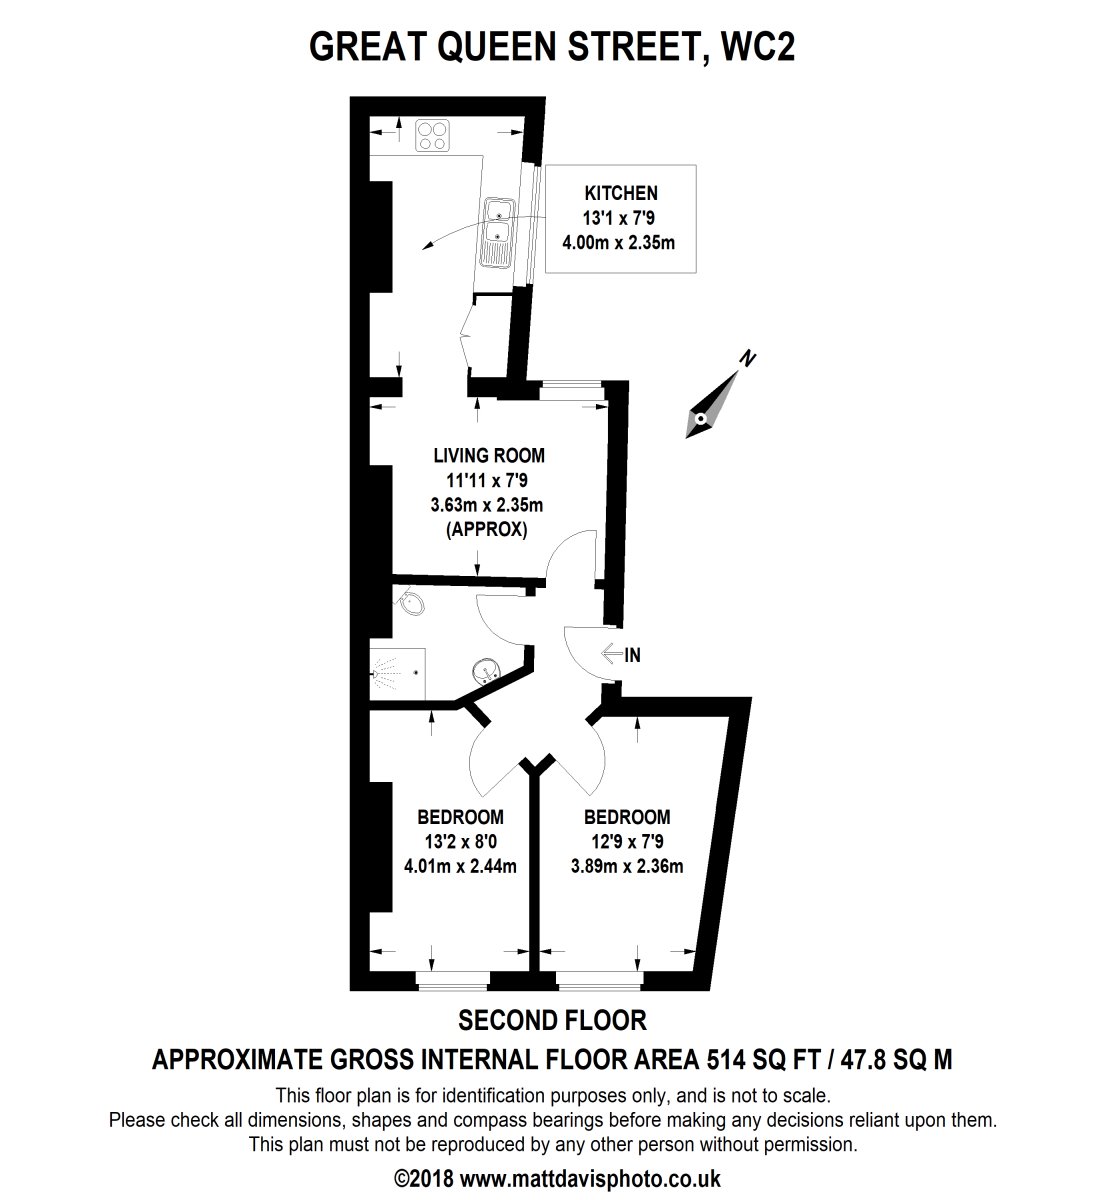 GREAT QUEEN STREET, WC2
KITCHEN
13'1 x 7'9
4.00m x 2.35m
N
LIVING ROOM
11'11 x 7'9
3.63m x 2.35m
(APPROX)
IN
BEDROOM
13'2 x 8'0
4.01m x 2.44m
BEDROOM
12'9 x 7'9
3.89m x 2.36m
SECOND FLOOR
APPROXIMATE GROSS INTERNAL FLOOR AREA 514 SQ FT / 47.8 SQ M
This floor plan is for identification purposes only, and is not to scale.
Please check all dimensions, shapes and compass bearings before making any decisions reliant upon them.
This plan must not be reproduced by any other person without permission.
©2018 www.mattdavisphoto.co.uk